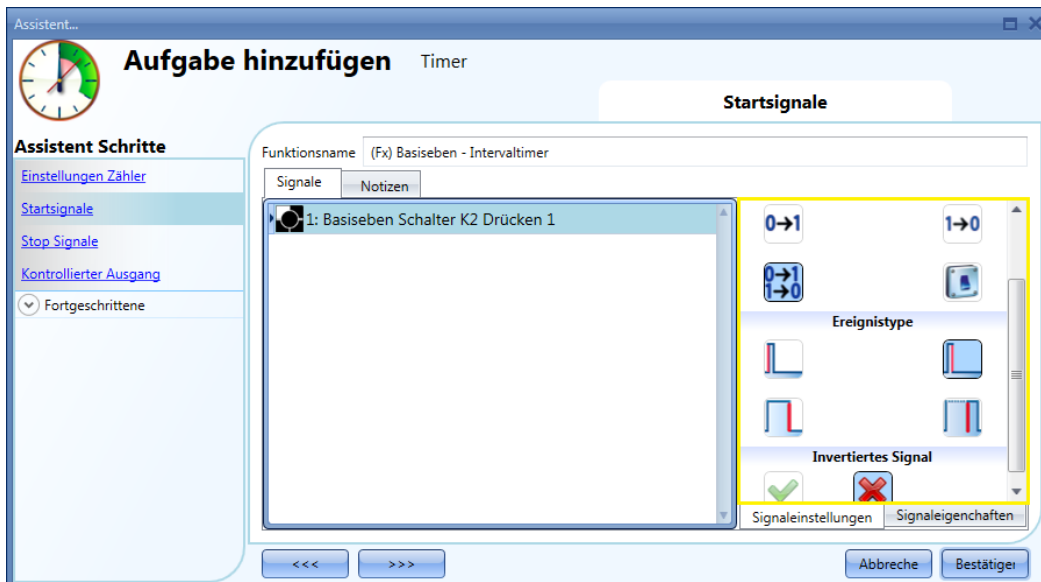 Assistent...
Aufgabe hinzufügen Timer
Startsignale
Assistent Schritte
Einstellungen Zähler
Startsignale
Stop Signale
Kontrollierter Ausgang
Fortgeschrittene
Funktionsname (Fx) Basiseben - Intervaltimer
Signale Notizen
1: Basiseben Schalter K2 Drücken 1
0→1 1→0
0→1
1→0
Ereignistype
Invertiertes Signal
Signaleinstellungen Signaleigenchaften
<<< >>> Abbreche Bestätiger